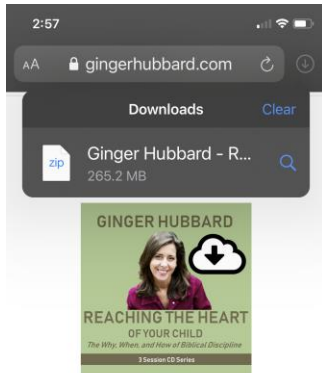 2:57
AA gingerhubbard.com
Downloads Clear
zip Ginger Hubbard - R...
265.2 MB
GINGER HUBBARD
REACHING THE HEART
OF YOUR CHILD
The Why, When, and How of Biblical Discipline
3 Session CD Series